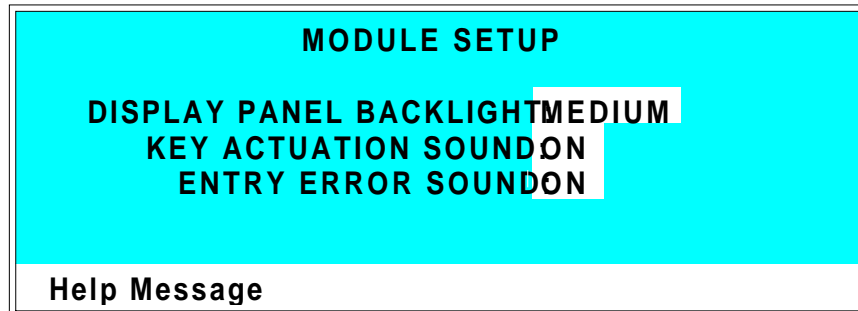 MODULE SETUP
DISPLAY PANEL BACKLIGHT: MEDIUM
KEY ACTUATION SOUND: ON
ENTRY ERROR SOUND: ON
Help Message